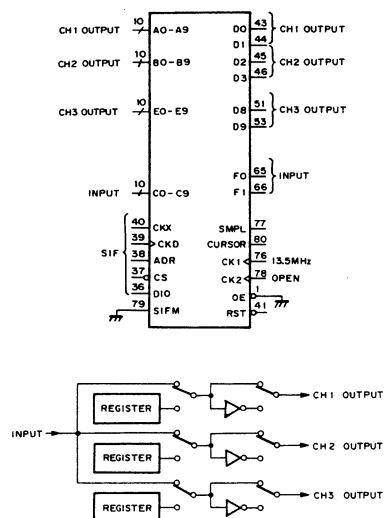 CH1 OUTPUT 10 A0-A9 D0 43 CH1 OUTPUT
D1 44
CH2 OUTPUT 10 B0-B9 D2 45 CH2 OUTPUT
D3 46
CH3 OUTPUT 10 E0-E9 D8 51 CH3 OUTPUT
D9 53
F0 65 INPUT
INPUT 10 C0-C9 F1 66
SIF
40 CKX SMPL 77
39 CKD CURSOR 80
38 ADR CK1 76 13.5MHz
37 CS CK2 78 OPEN
36 DIO OE 1
79 SIFM RST 41
CH1 OUTPUT
REGISTER
INPUT CH2 OUTPUT
REGISTER
CH3 OUTPUT
REGISTER